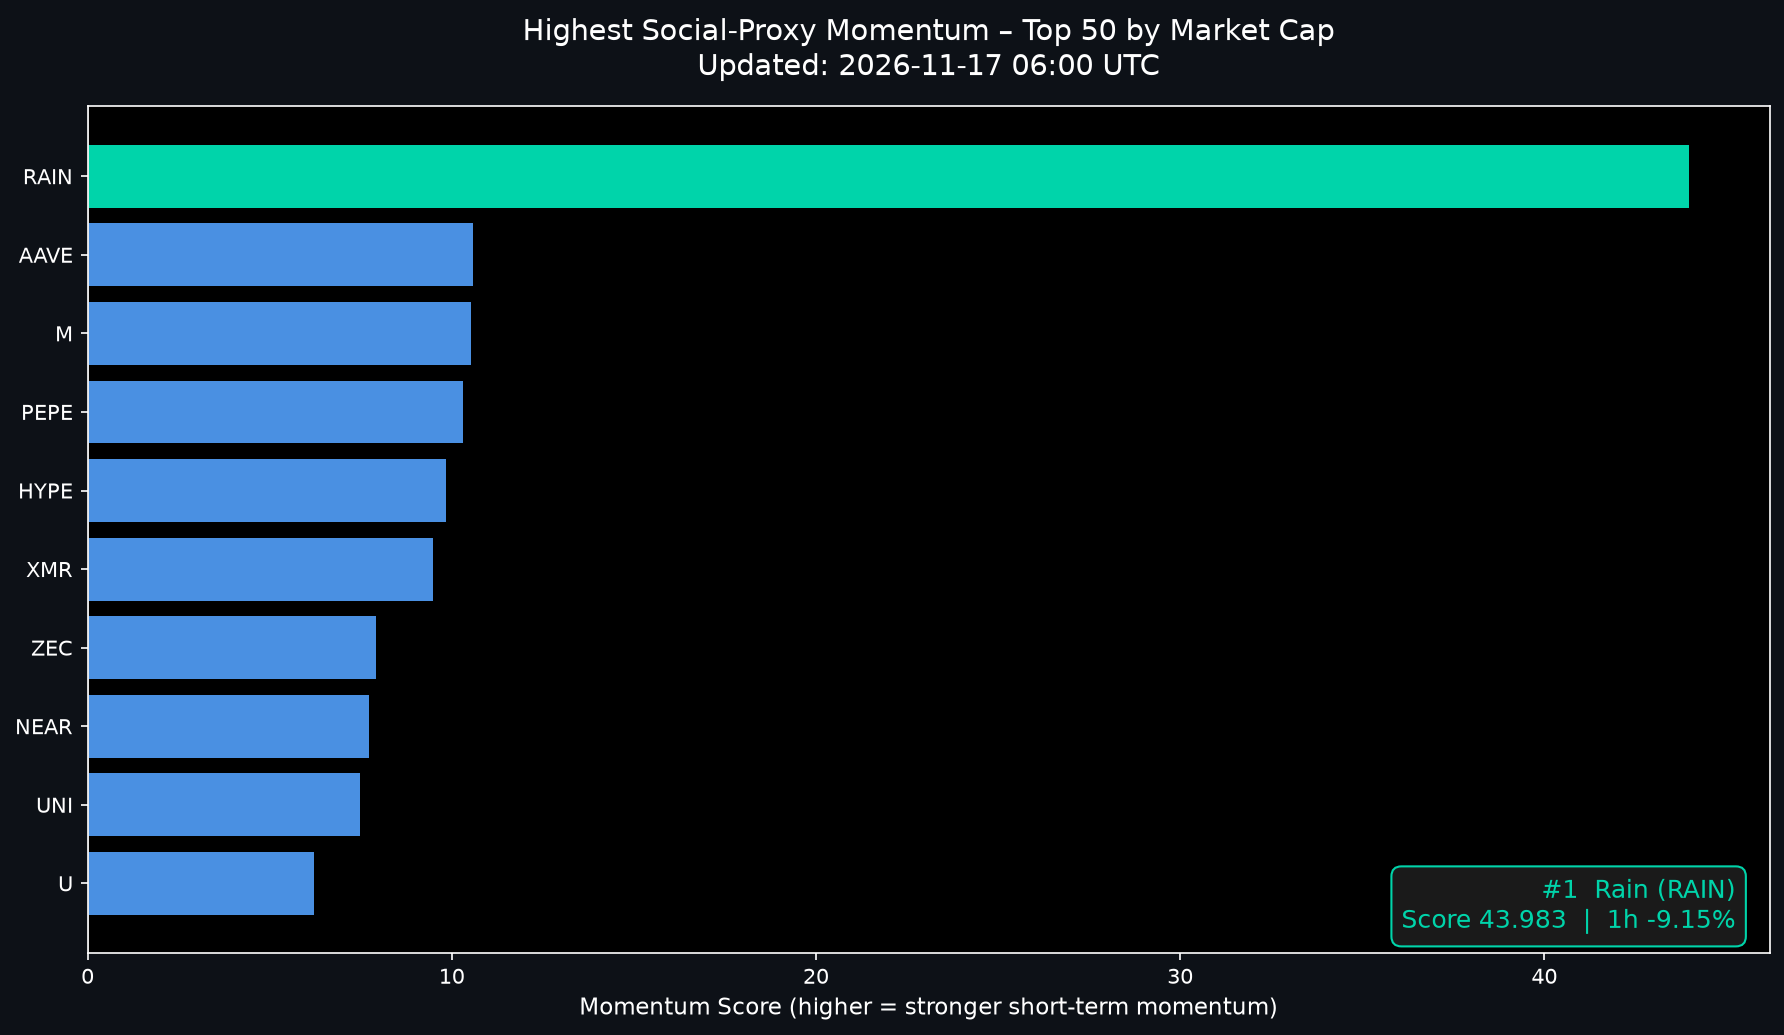 Highest Social-Proxy Momentum – Top 50 by Market Cap
Updated: 2026-11-17 06:00 UTC
RAIN
AAVE
M
PEPE
HYPE
XMR
ZEC
NEAR
UNI
U
#1  Rain (RAIN)
Score 43.983  |  1h -9.15%
0 10 20 30 40
Momentum Score (higher = stronger short-term momentum)